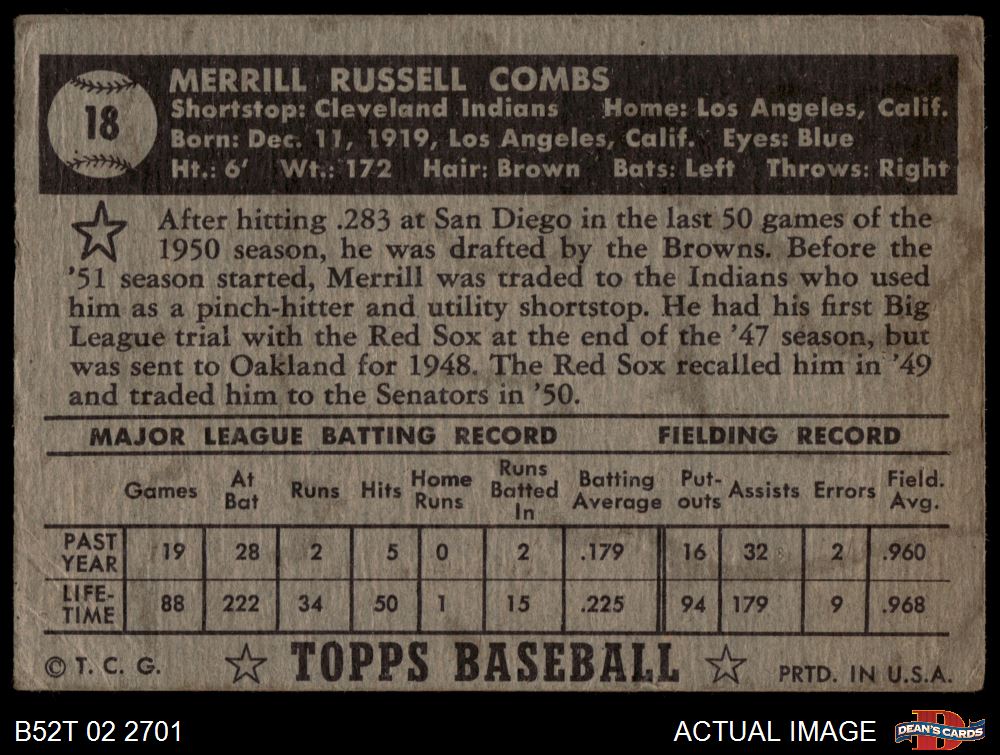 18
MERRILL RUSSELL COMBS
Shortstop: Cleveland Indians Home: Los Angeles, Calif.
Born: Dec. 11, 1919, Los Angeles, Calif. Eyes: Blue
Ht.: 6' Wt.: 172 Hair: Brown Bats: Left Throws: Right
After hitting .283 at San Diego in the last 50 games of the
1950 season, he was drafted by the Browns. Before the
'51 season started, Merrill was traded to the Indians who used
him as a pinch-hitter and utility shortstop. He had his first Big
League trial with the Red Sox at the end of the '47 season, but
was sent to Oakland for 1948. The Red Sox recalled him in '49
and traded him to the Senators in '50.
MAJOR LEAGUE BATTING RECORD FIELDING RECORD
Games At Bat Runs Hits Home Runs Runs Batted In Batting Average Put-outs Assists Errors Field. Avg.
PAST YEAR 19 28 2 5 0 2 .179 16 32 2 .960
LIFE-TIME 88 222 34 50 1 15 .225 94 179 9 .968
© T. C. G. TOPPS BASEBALL PRTD. IN U.S.A.
B52T 02 2701 ACTUAL IMAGE DEAN'S CARDS